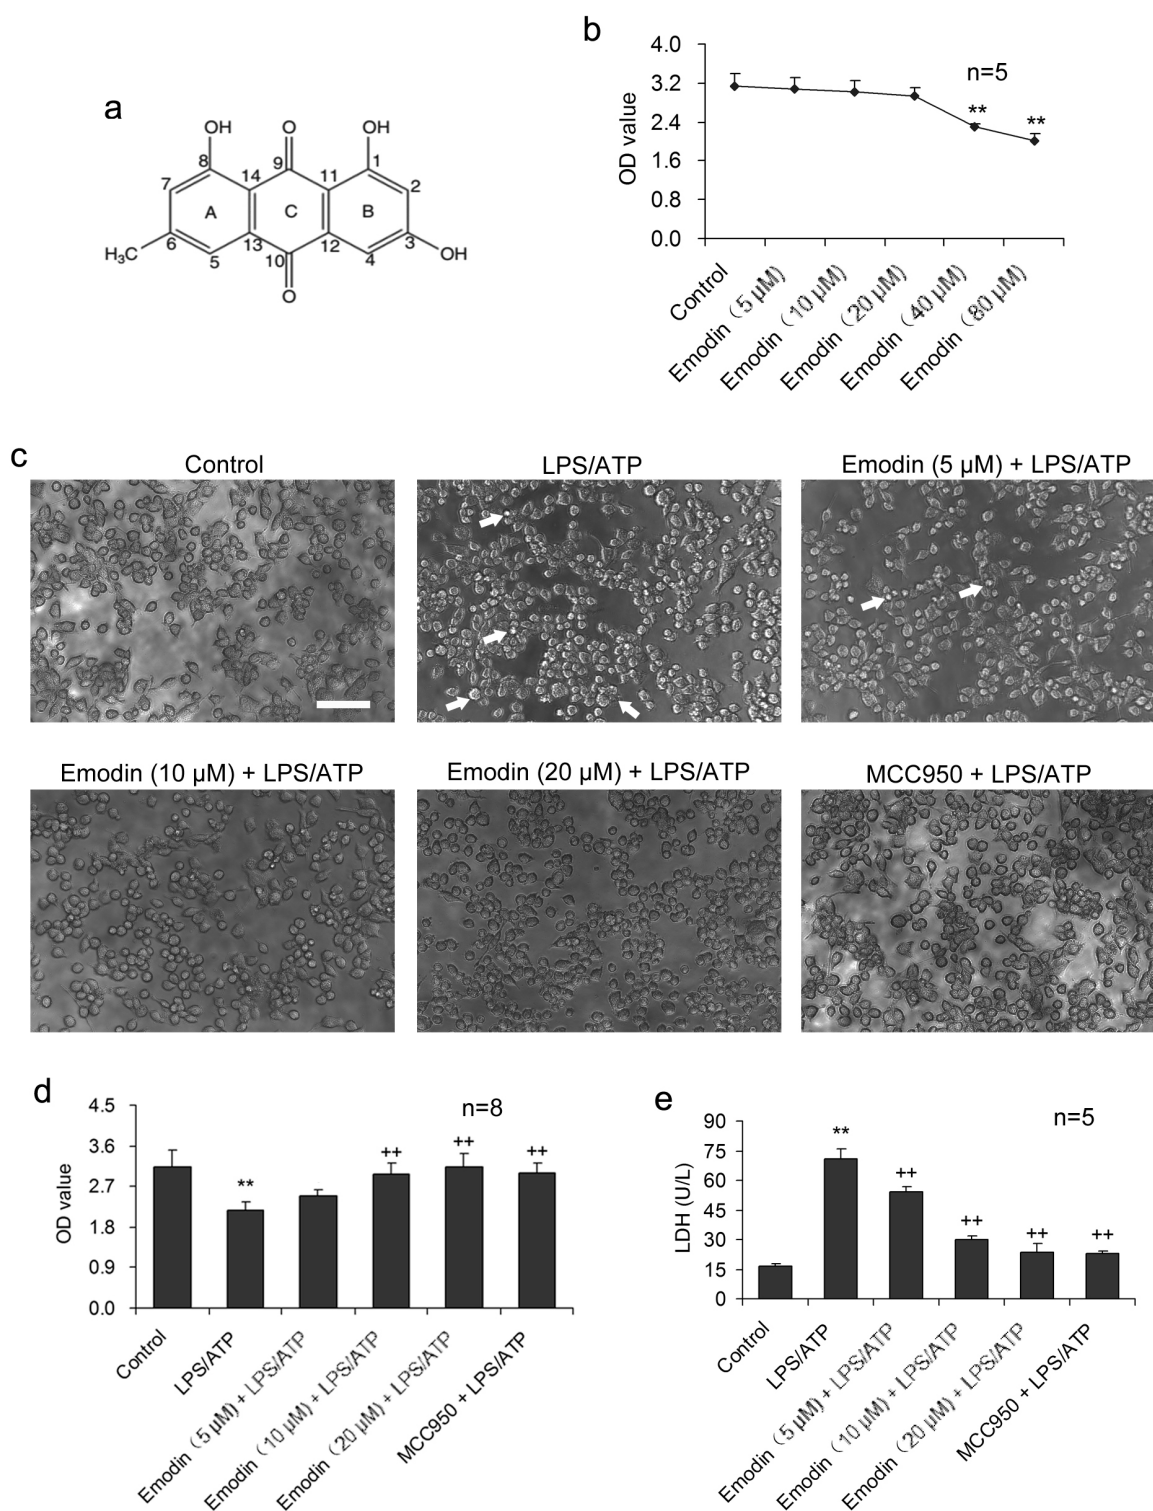 a
OH
O
OH
8
9
1
7
14
11
2
A
C
B
6
13
12
3
H₃C
5
10
4
OH
O
b
4.0
3.2
2.4
1.6
0.8
0.0
OD value
n=5
**
**
Control
Emodin（5 μM）
Emodin（10 μM）
Emodin（20 μM）
Emodin（40 μM）
Emodin（80 μM）
c
Control
LPS/ATP
Emodin (5 μM) + LPS/ATP
Emodin (10 μM) + LPS/ATP
Emodin (20 μM) + LPS/ATP
MCC950 + LPS/ATP
d
4.5
3.6
2.7
1.8
0.9
0.0
OD value
n=8
**
++
++
++
Control
LPS/ATP
Emodin（5 μM) + LPS/ATP
Emodin（10 μM) + LPS/ATP
Emodin（20 μM) + LPS/ATP
MCC950 + LPS/ATP
e
90
75
60
45
30
15
0
LDH (U/L)
n=5
**
++
++
++
++
Control
LPS/ATP
Emodin（5 μM) + LPS/ATP
Emodin（10 μM) + LPS/ATP
Emodin（20 μM) + LPS/ATP
MCC950 + LPS/ATP